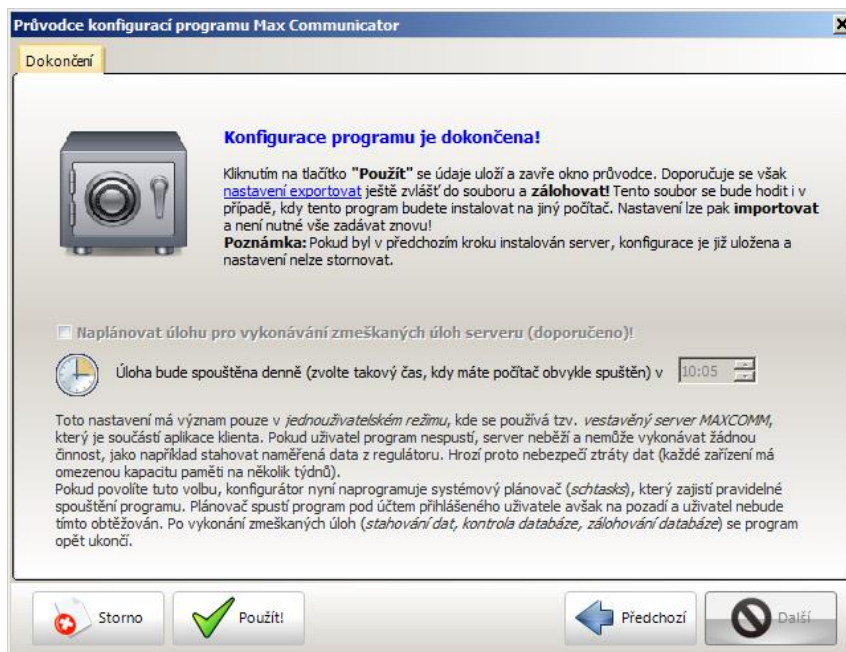 Průvodce konfigurací programu Max Communicator
Dokončení
Konfigurace programu je dokončena!
Kliknutím na tlačítko "Použít" se údaje uloží a zavře okno průvodce. Doporučuje se však
nastavení exportovat ještě zvlášť do souboru a zálohovat! Tento soubor se bude hodit i v
případě, kdy tento program budete instalovat na jiný počítač. Nastavení lze pak importovat
a není nutné vše zadávat znovu!
Poznámka: Pokud byl v předchozím kroku instalován server, konfigurace je již uložena a
nastavení nelze stornovat.
Naplánovat úlohu pro vykonávání zmeškaných úloh serveru (doporučeno)!
Úloha bude spouštěna denně (zvolte takový čas, kdy máte počítač obvykle spuštěn) v 10:05
Toto nastavení má význam pouze v jednouživatelském režimu, kde se používá tzv. vestavěný server MAXCOMM,
který je součástí aplikace klienta. Pokud uživatel program nespustí, server neběží a nemůže vykonávat žádnou
činnost, jako například stahovat naměřená data z regulátoru. Hrozí proto nebezpečí ztráty dat (každé zařízení má
omezenou kapacitu paměti na několik týdnů).
Pokud povolíte tuto volbu, konfigurátor nyní naprogramuje systémový plánovač (schtasks), který zajistí pravidelné
spouštění programu. Plánovač spustí program pod účtem přihlášeného uživatele avšak na pozadí a uživatel nebude
tímto obtěžován. Po vykonání zmeškaných úloh (stahování dat, kontrola databáze, zálohování databáze) se program
opět ukončí.
Storno
Použít!
Předchozí
Další